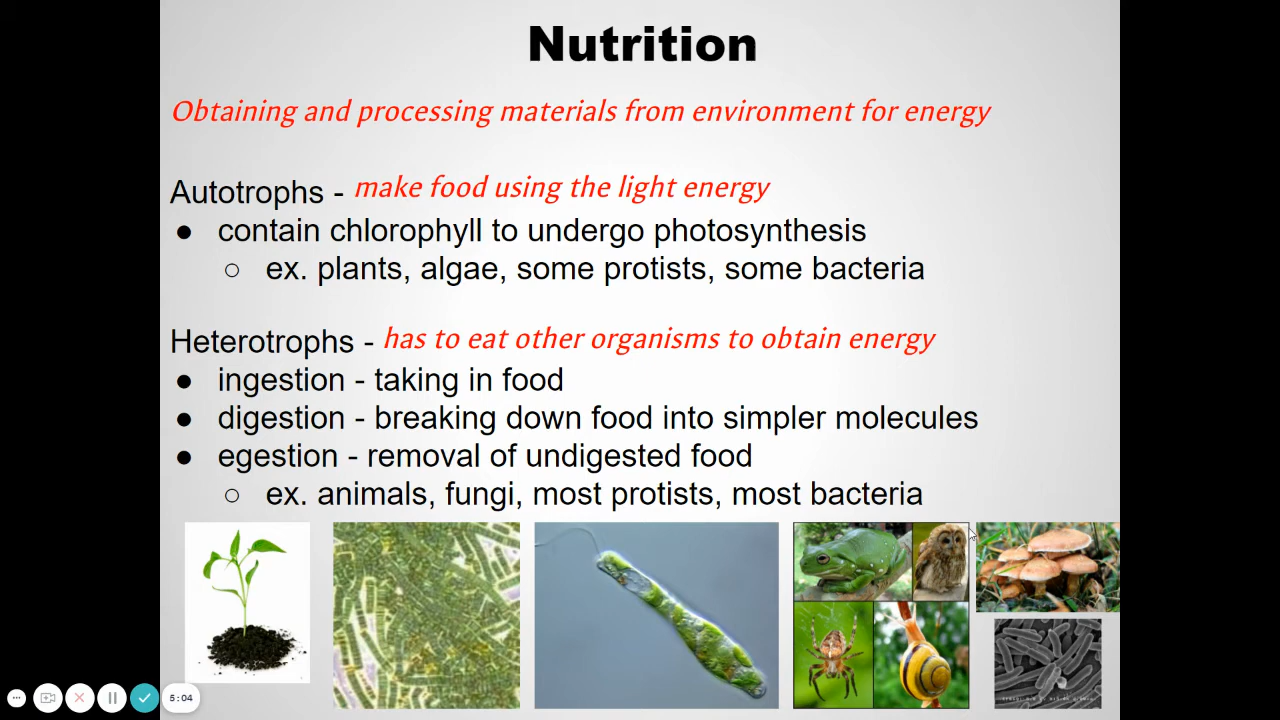 Nutrition
Obtaining and processing materials from environment for energy
Autotrophs - make food using the light energy
● contain chlorophyll to undergo photosynthesis
○ ex. plants, algae, some protists, some bacteria
Heterotrophs - has to eat other organisms to obtain energy
● ingestion - taking in food
● digestion - breaking down food into simpler molecules
● egestion - removal of undigested food
○ ex. animals, fungi, most protists, most bacteria
5:04